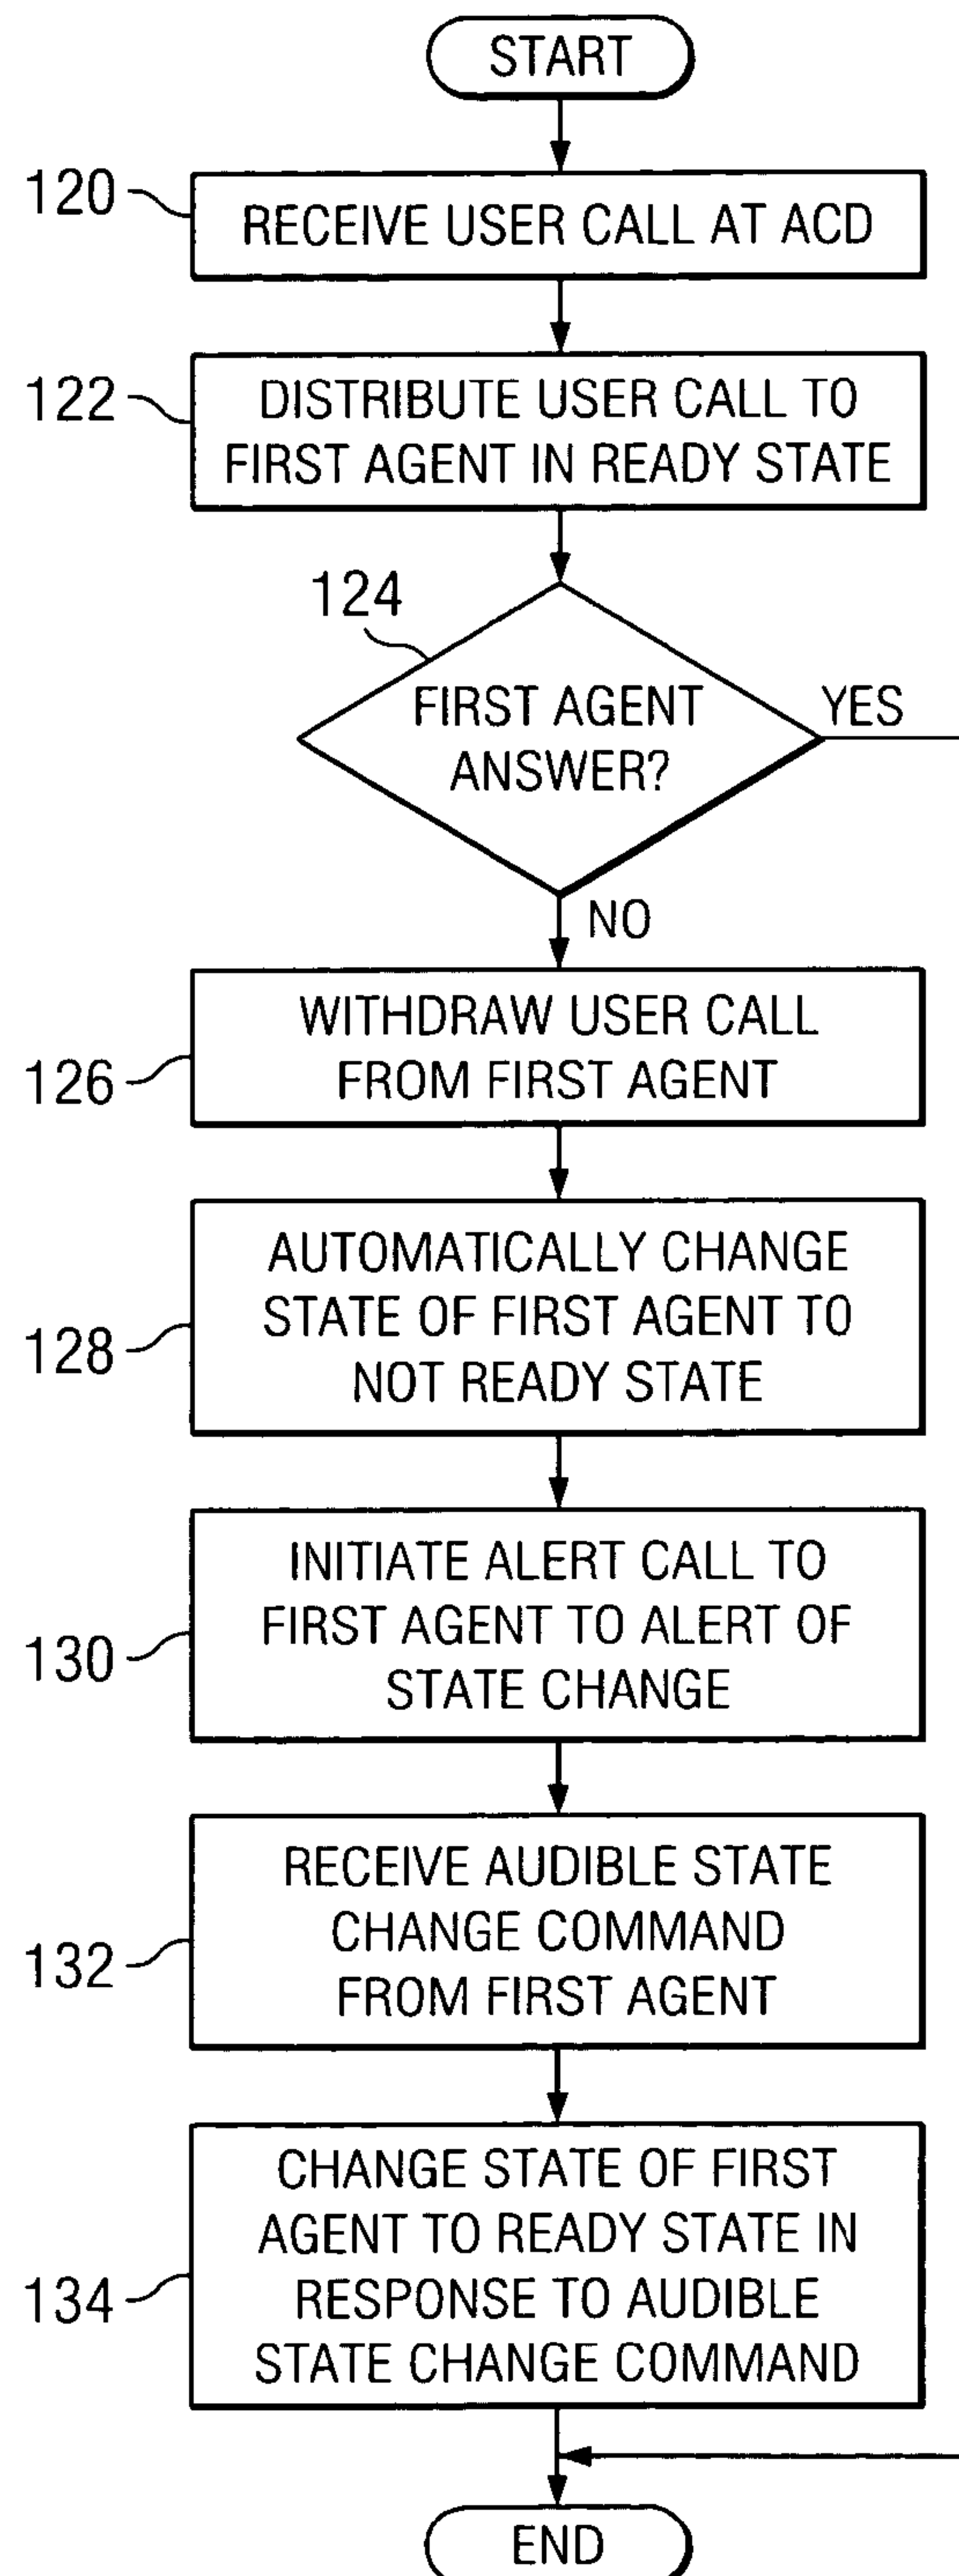 START
120
RECEIVE USER CALL AT ACD
122
DISTRIBUTE USER CALL TO
FIRST AGENT IN READY STATE
124
FIRST AGENT
ANSWER?
YES
NO
126
WITHDRAW USER CALL
FROM FIRST AGENT
128
AUTOMATICALLY CHANGE
STATE OF FIRST AGENT TO
NOT READY STATE
130
INITIATE ALERT CALL TO
FIRST AGENT TO ALERT OF
STATE CHANGE
132
RECEIVE AUDIBLE STATE
CHANGE COMMAND
FROM FIRST AGENT
134
CHANGE STATE OF FIRST
AGENT TO READY STATE IN
RESPONSE TO AUDIBLE
STATE CHANGE COMMAND
END